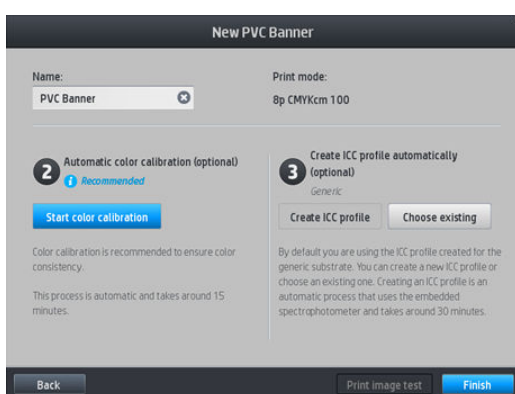 New PVC Banner
Name:
PVC Banner
Print mode:
8p CMYKcm 100
2 Automatic color calibration (optional)
i Recommended
Start color calibration
Color calibration is recommended to ensure color
consistency.
This process is automatic and takes around 15
minutes.
3 Create ICC profile automatically
(optional)
Generic
Create ICC profile
Choose existing
By default you are using the ICC profile created for the
generic substrate. You can create a new ICC profile or
choose an existing one. Creating an ICC profile is an
automatic process that uses the embedded
spectrophotometer and takes around 30 minutes.
Back
Print image test
Finish